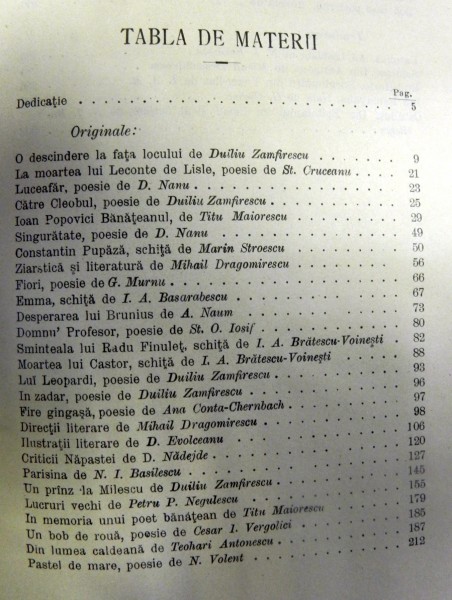 TABLA DE MATERII
Pag.
Dedicație . . . . . . . . . . . . . . . . 5
Originale:
O descindere la fața locului de Duiliu Zamfirescu . . . . . 9
La moartea lui Leconte de Lisle, poesie de St. Cruceanu . . . 21
Luceafăr, poesie de D. Nanu . . . . . . . . . . 23
Către Cleobul, poesie de Duiliu Zamfirescu . . . . . . 25
Ioan Popovici Bănățeanul, de Titu Maiorescu . . . . . . 29
Singurătate, poesie de D. Nanu . . . . . . . . . 49
Constantin Pupăză, schiță de Marin Stroescu . . . . . . 50
Ziarstică și literatură de Mihail Dragomirescu . . . . . 56
Fiori, poesie de G. Murnu . . . . . . . . . . 66
Emma, schiță de I. A. Basarabescu . . . . . . . . 67
Desperarea lui Brunius de A. Naum . . . . . . . . 73
Domnu' Profesor, poesie de St. O. Iosif . . . . . . . 80
Sminteala lui Radu Finuleț, schiță de I. A. Brătescu-Voinești . 82
Moartea lui Castor, schiță de I. A. Brătescu-Voinești . . . 88
Luĭ Leopardi, poesie de Duiliu Zamfirescu . . . . . . 93
In zadar, poesie de Duiliu Zamfirescu . . . . . . . 96
Fire gingașă, poesie de Ana Conta-Chernbach . . . . . . 97
Direcții literare de Mihail Dragomirescu . . . . . . . 98
Ilustrații literare de D. Evolceanu . . . . . . . . 106
Criticii Năpastei de D. Nădejde . . . . . . . . . 120
Parisina de N. I. Basilescu . . . . . . . . . . 127
Un prînz la Milescu de Duiliu Zamfirescu . . . . . . 145
Lucruri vechi de Petru P. Negulescu . . . . . . . . 155
In memoria unui poet bănățean de Titu Maiorescu . . . . 179
Un bob de rouă, poesie de Cesar I. Vergolici . . . . . 185
Din lumea caldeană de Teohari Antonescu . . . . . . 187
Pastel de mare, poesie de N. Volent . . . . . . . . 212